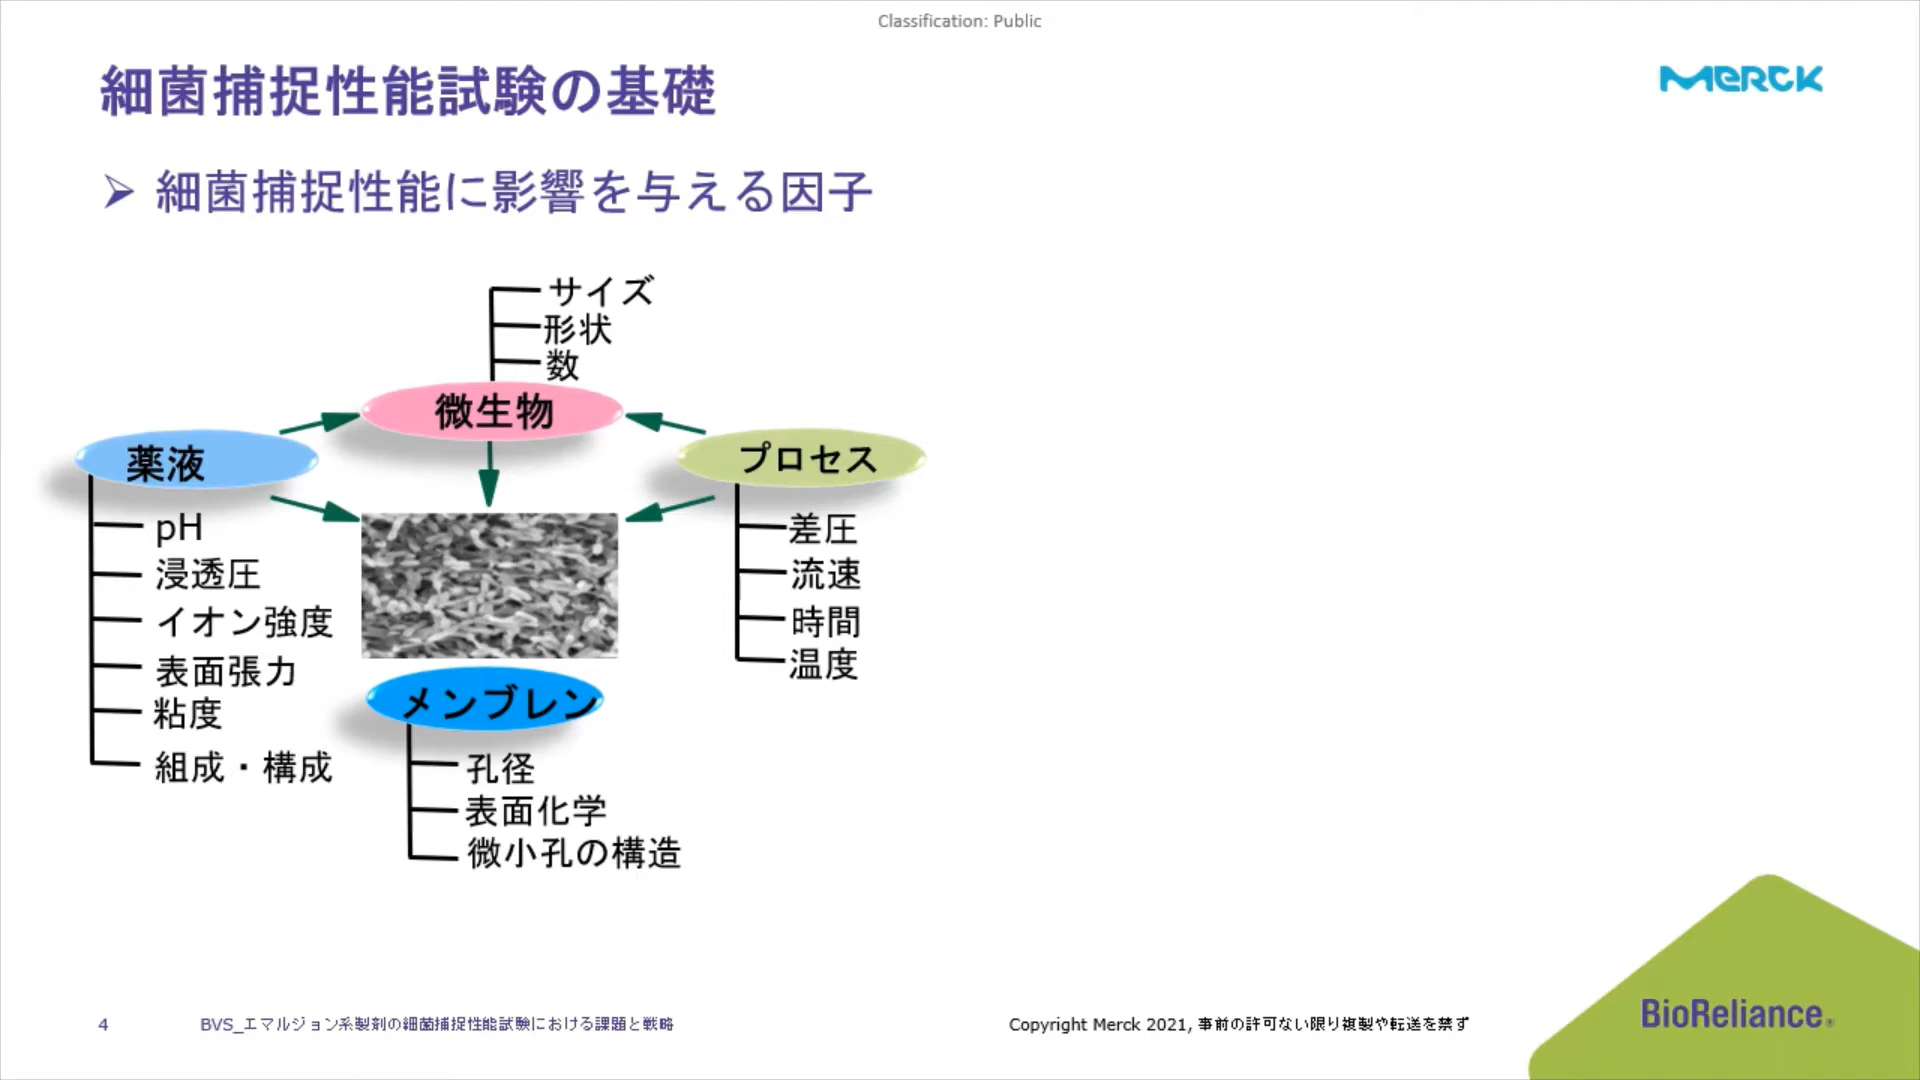 Classification: Public
細菌捕捉性能試験の基礎
MERCK
➢ 細菌捕捉性能に影響を与える因子
サイズ
形状
数
微生物
薬液
プロセス
pH
浸透圧
イオン強度
表面張力
粘度
組成・構成
差圧
流速
時間
温度
メンブレン
孔径
表面化学
微小孔の構造
4
BVS_エマルジョン系製剤の細菌捕捉性能試験における課題と戦略
Copyright Merck 2021, 事前の許可ない限り複製や転送を禁ず
BioReliance®